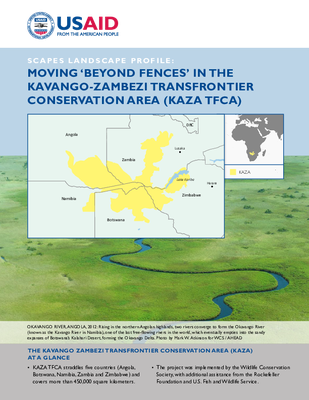 USAID
FROM THE AMERICAN PEOPLE
SCAPES LANDSCAPE PROFILE:
MOVING ‘BEYOND FENCES’ IN THE
KAVANGO-ZAMBEZI TRANSFRONTIER
CONSERVATION AREA (KAZA TFCA)
DRC
Angola
Zambia
Lusaka
Harare
Zimbabwe
Namibia
Botswana
KAZA
OKAVANGO RIVER, ANGOLA, 2012: Rising in the northern Angolan highlands, two rivers converge to form the Okavango River
(known as the Kavango River in Namibia), one of the last free-flowing rivers in the world, which eventually empties into the sandy
expanses of Botswana's Kalahari Desert, forming the Okavango Delta. Photo by Mark W. Atkinson for WCS / AHEAD
THE KAVANGO ZAMBEZI TRANSFRONTIER CONSERVATION AREA (KAZA)
AT A GLANCE
• KAZA TFCA straddles five countries (Angola,
Botswana, Namibia, Zambia and Zimbabwe) and
covers more than 450,000 square kilometers.
• The project was implemented by the Wildlife Conservation
Society, with additional assistance from the Rockefeller
Foundation and U.S. Fish and Wildlife Service.